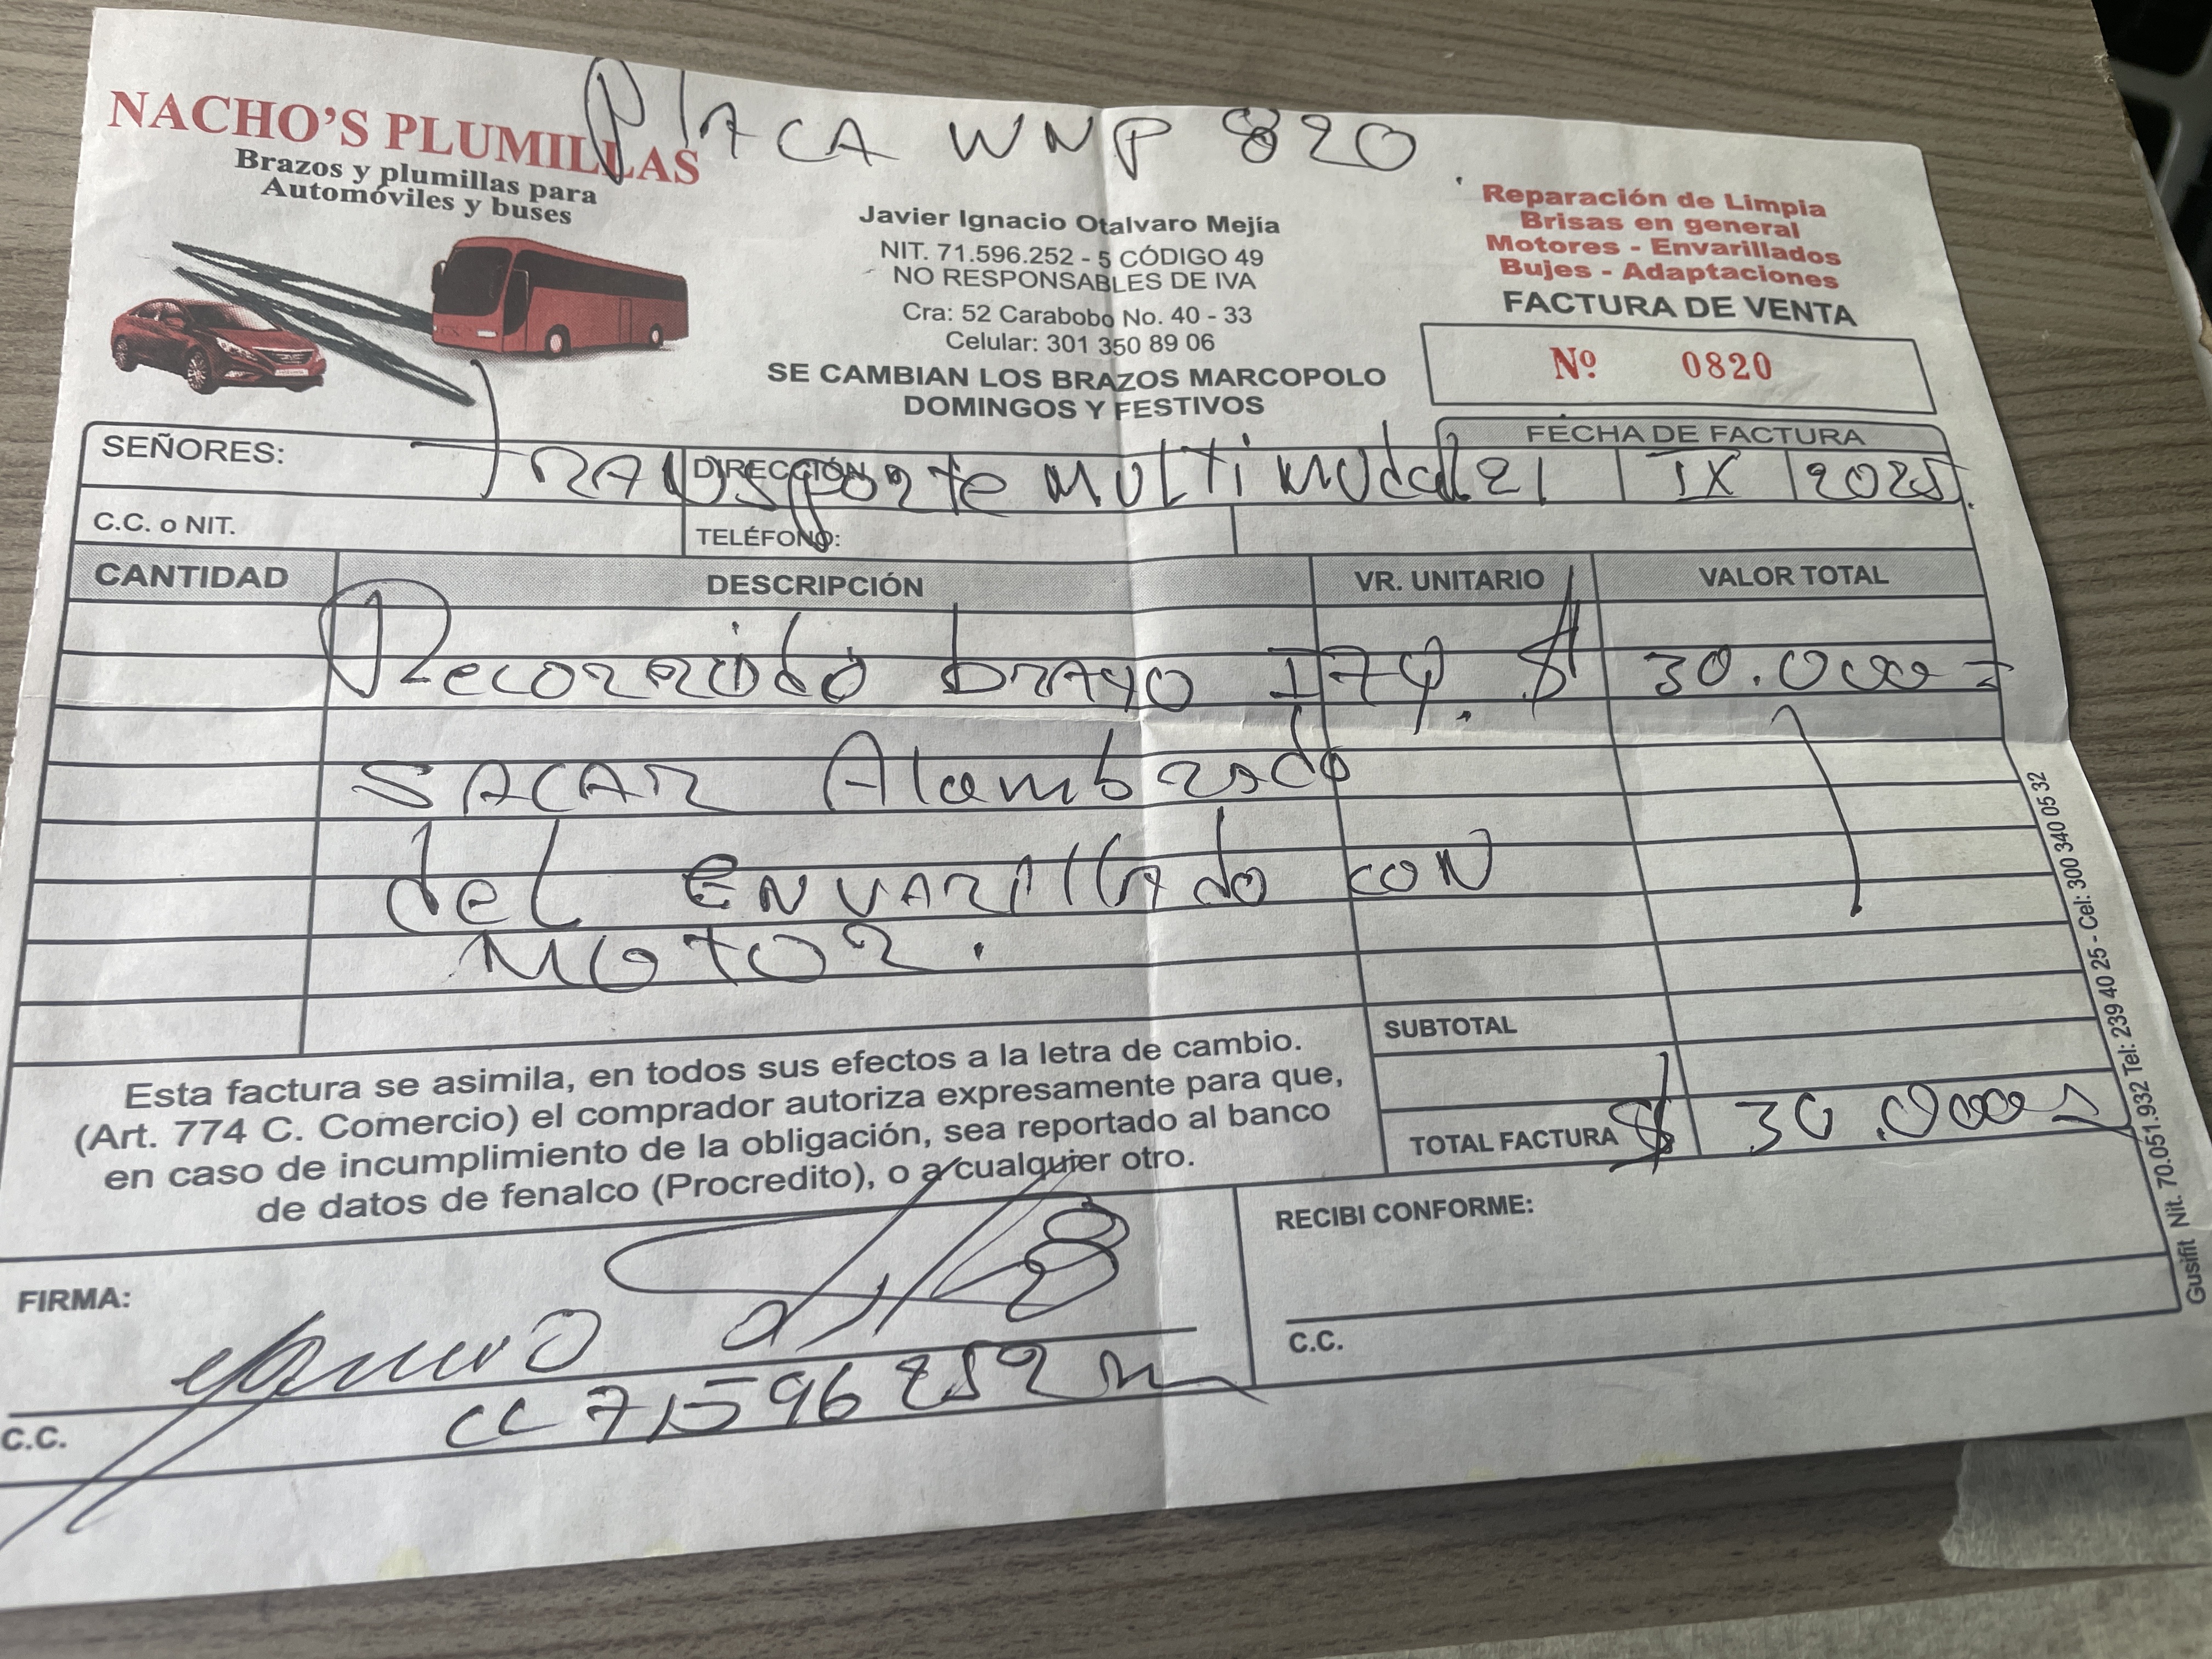 Placa WNP 820
NACHO'S PLUMILLAS
Brazos y plumillas para
Automóviles y buses
Javier Ignacio Otalvaro Mejía
NIT. 71.596.252 - 5 CÓDIGO 49
NO RESPONSABLES DE IVA
Cra: 52 Carabobo No. 40 - 33
Celular: 301 350 89 06
SE CAMBIAN LOS BRAZOS MARCOPOLO
DOMINGOS Y FESTIVOS
Reparación de Limpia
Brisas en general
Motores - Envarillados
Bujes - Adaptaciones
FACTURA DE VENTA
Nº 0820
FECHA DE FACTURA
21 IX 2025
SEÑORES: Transporte Multimodal
DIRECCIÓN
C.C. o NIT.
TELÉFONO:
CANTIDAD DESCRIPCIÓN VR. UNITARIO VALOR TOTAL
Recorrido brazo $ 30.000=
SACAR Alambrado
del ENVARILLado CON
MOTOR.
SUBTOTAL
TOTAL FACTURA $ 30.000
Esta factura se asimila, en todos sus efectos a la letra de cambio.
(Art. 774 C. Comercio) el comprador autoriza expresamente para que,
en caso de incumplimiento de la obligación, sea reportado al banco
de datos de fenalco (Procredito), o a cualquier otro.
FIRMA:
C.C.
CC 71596252
RECIBI CONFORME:
C.C.
Gusifit Nit. 70.051.932 Tel: 239 40 25 - Cel: 300 340 05 32